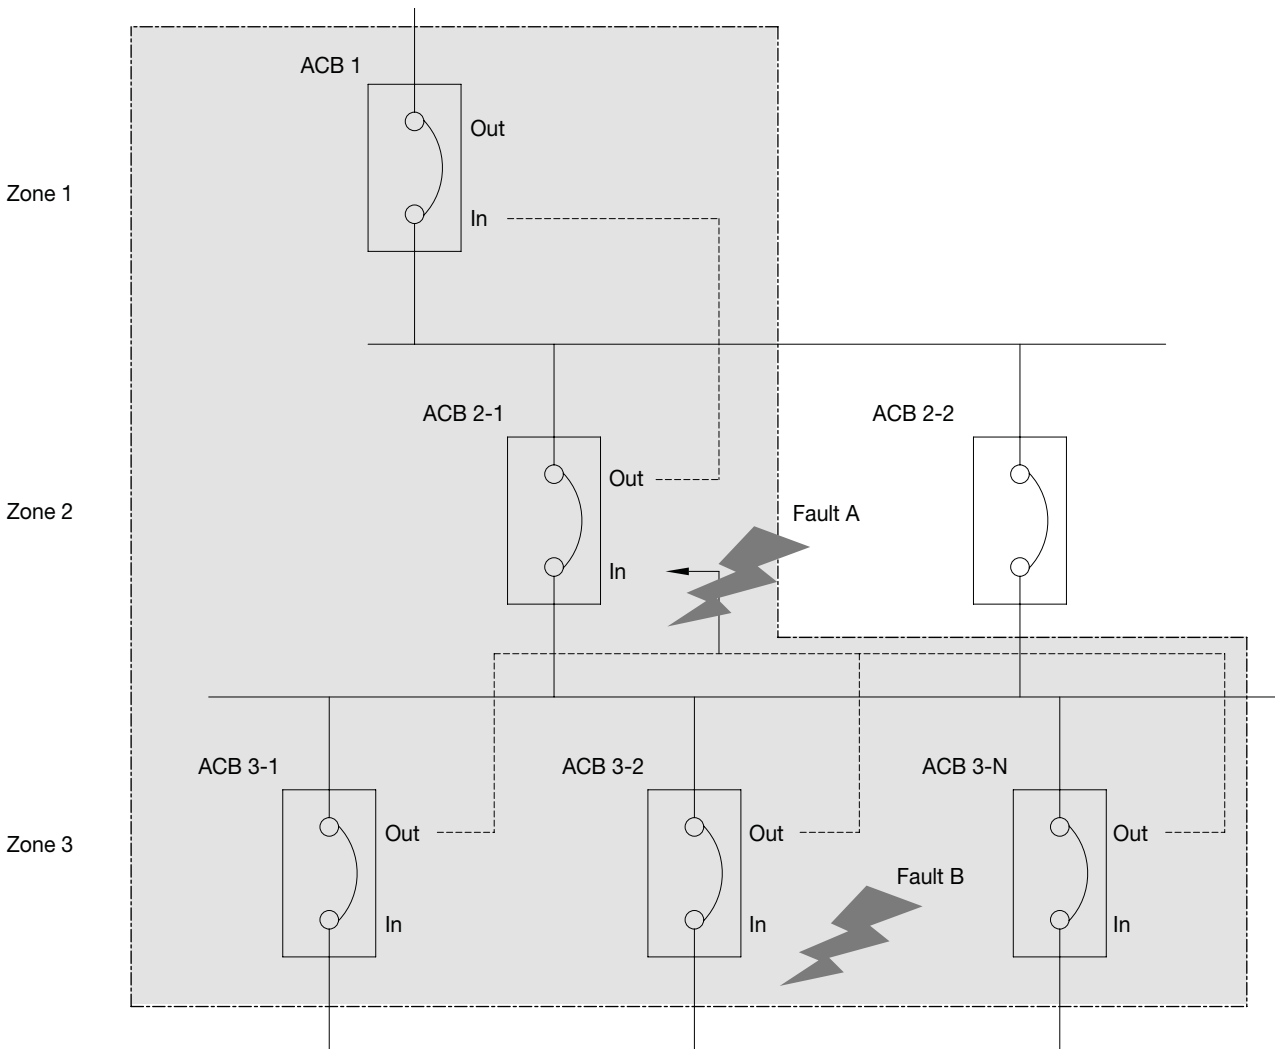 ACB 1
Out
Zone 1
In
ACB 2-1
ACB 2-2
Out
Zone 2
Fault A
In
ACB 3-1
ACB 3-2
ACB 3-N
Out
Out
Out
Zone 3
Fault B
In
In
In